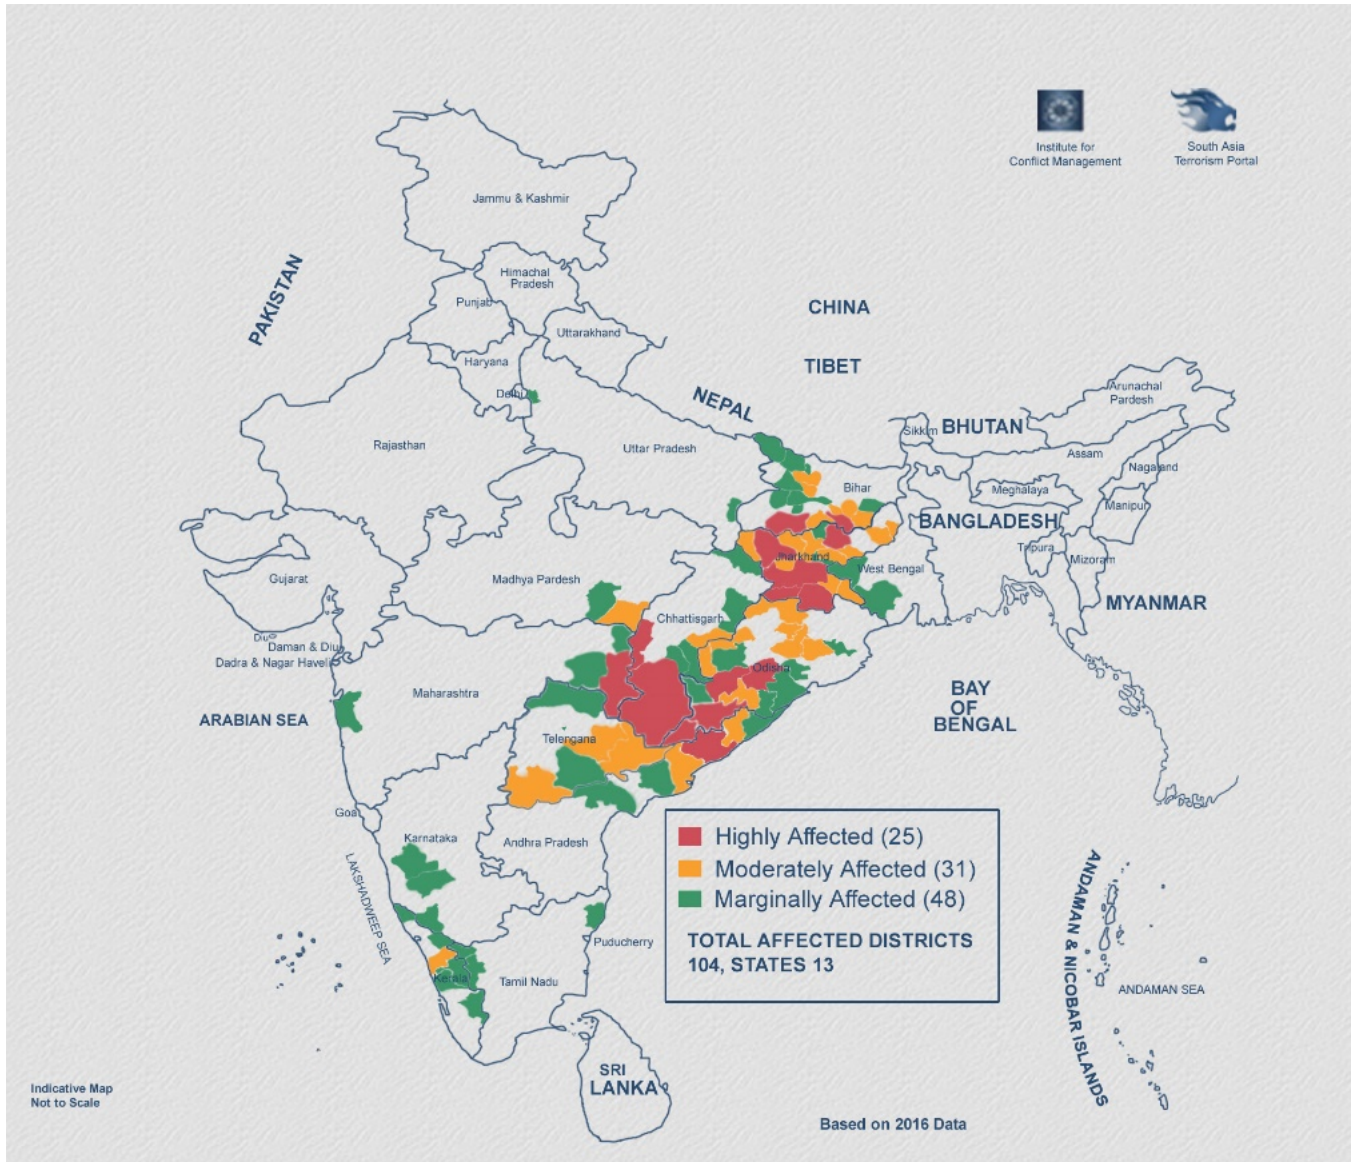 Institute for
Conflict Management
South Asia
Terrorism Portal
Jammu & Kashmir
PAKISTAN
Himachal
Pradesh
Punjab
Uttarakhand
CHINA
TIBET
Haryana
Delhi
NEPAL
Arunachal
Pardesh
Sikkim
BHUTAN
Rajasthan
Uttar Pradesh
Assam
Nagaland
Bihar
Meghalaya
Manipur
BANGLADESH
Tripura
Mizoram
Jharkhand
West Bengal
Gujarat
Madhya Pardesh
MYANMAR
Chhattisgarh
Diu
Daman & Diu
Dadra & Nagar Haveli
Odisha
Maharashtra
ARABIAN SEA
BAY
OF
BENGAL
Telengana
Goa
Karnataka
Andhra Pradesh
Highly Affected (25)
Moderately Affected (31)
Marginally Affected (48)
TOTAL AFFECTED DISTRICTS
104, STATES 13
LAKSHADWEEP SEA
Puducherry
Kerala
Tamil Nadu
ANDAMAN & NICOBAR ISLANDS
ANDAMAN SEA
SRI
LANKA
Indicative Map
Not to Scale
Based on 2016 Data